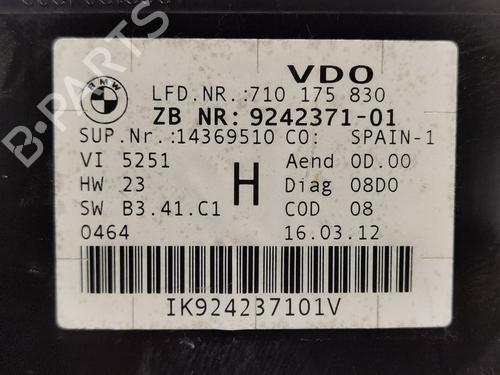 VDO
BMW
LFD.NR.:710 175 830
ZB NR: 9242371-01
SUP.Nr.:14369510 CO: SPAIN-1
VI 5251 Aend 0D.00
HW 23 H Diag 08D0
SW B3.41.C1 COD 08
0464 16.03.12
IK924237101V